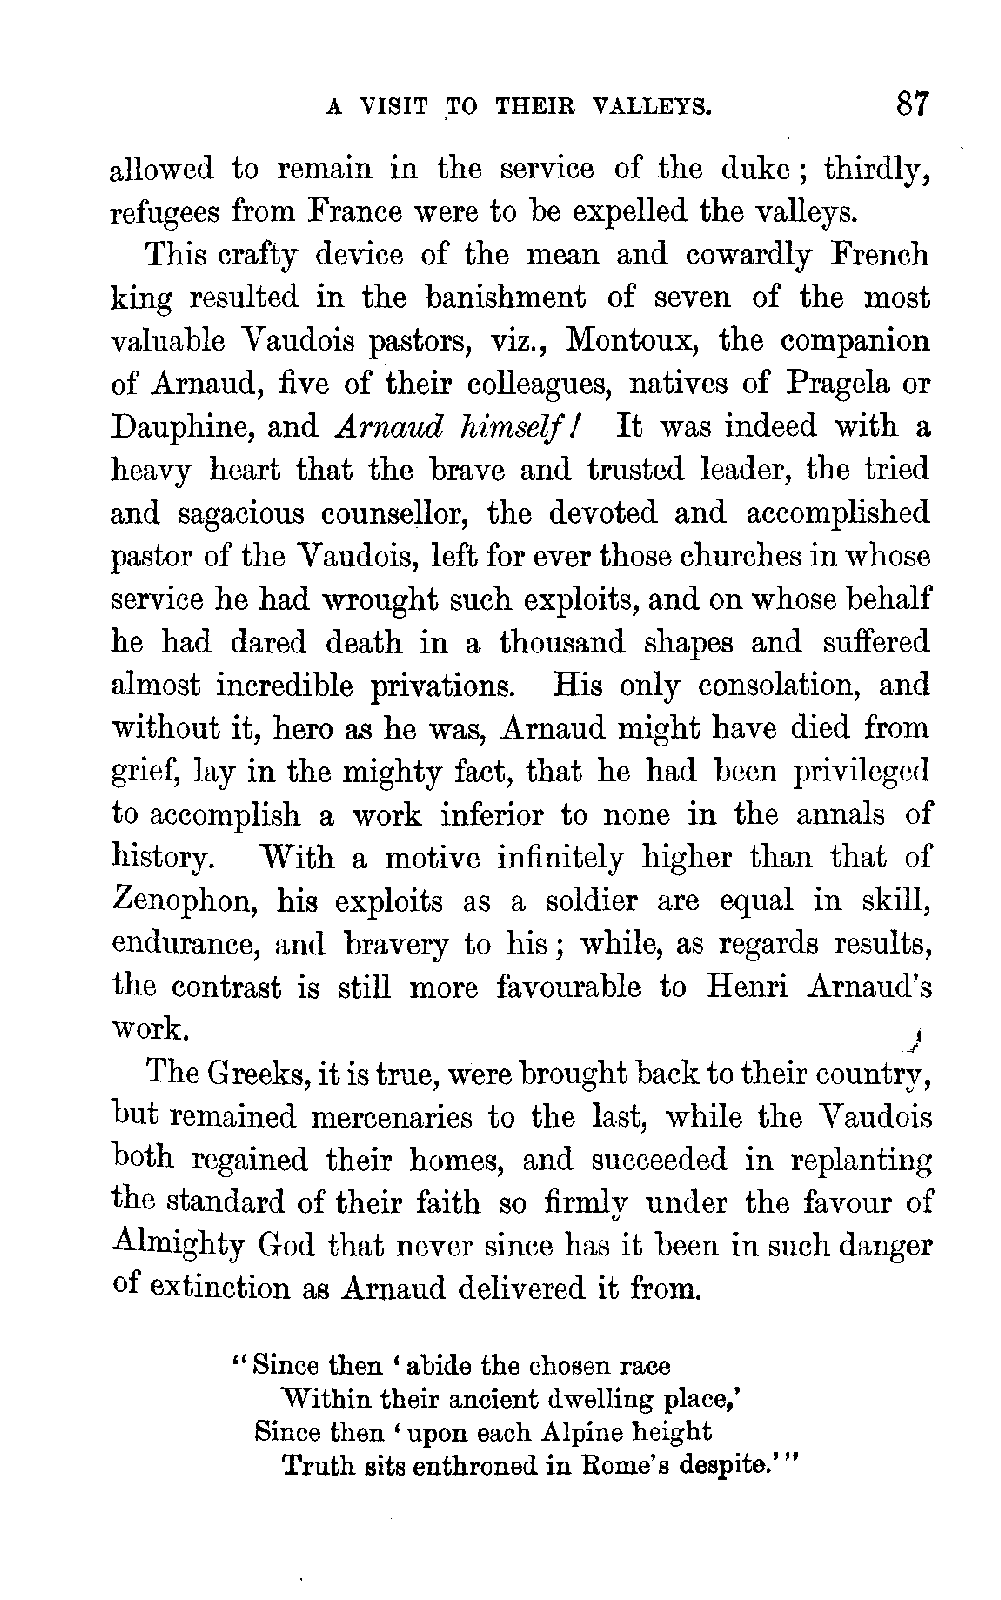 A VISIT TO THEIR VALLEYS. 87
allowed to remain in the service of the duke ; thirdly,
refugees from France were to be expelled the valleys.
This crafty device of the mean and cowardly French
king resulted in the banishment of seven of the most
valuable Vaudois pastors, viz., Montoux, the companion
of Arnaud, five of their colleagues, natives of Pragela or
Dauphine, and Arnaud himself! It was indeed with a
heavy heart that the brave and trusted leader, the tried
and sagacious counsellor, the devoted and accomplished
pastor of the Vaudois, left for ever those churches in whose
service he had wrought such exploits, and on whose behalf
he had dared death in a thousand shapes and suffered
almost incredible privations. His only consolation, and
without it, hero as he was, Arnaud might have died from
grief, lay in the mighty fact, that he had been privileged
to accomplish a work inferior to none in the annals of
history. With a motive infinitely higher than that of
Zenophon, his exploits as a soldier are equal in skill,
endurance, and bravery to his ; while, as regards results,
the contrast is still more favourable to Henri Arnaud's
work.
The Greeks, it is true, were brought back to their country,
but remained mercenaries to the last, while the Vaudois
both regained their homes, and succeeded in replanting
the standard of their faith so firmly under the favour of
Almighty God that never since has it been in such danger
of extinction as Arnaud delivered it from.
"Since then 'abide the chosen race
Within their ancient dwelling place,'
Since then 'upon each Alpine height
Truth sits enthroned in Rome's despite.'"